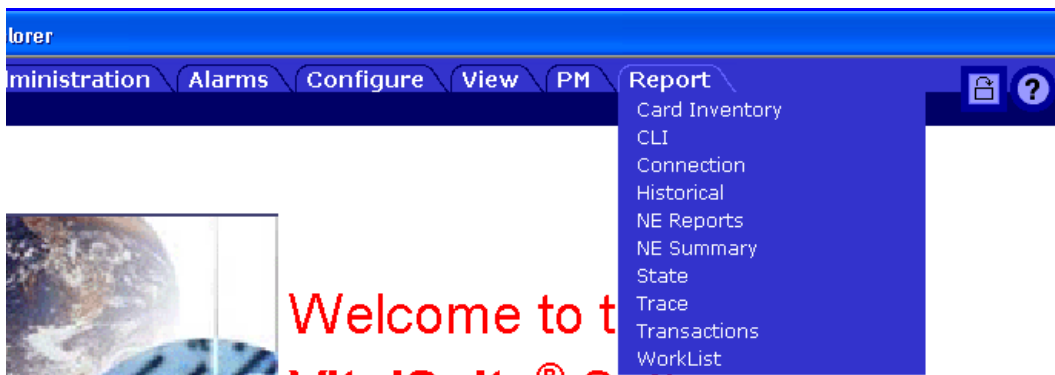 lorer
dministration Alarms Configure View PM Report
?
Card Inventory
CLI
Connection
Historical
NE Reports
NE Summary
State
Trace
Transactions
WorkList
Welcome to t